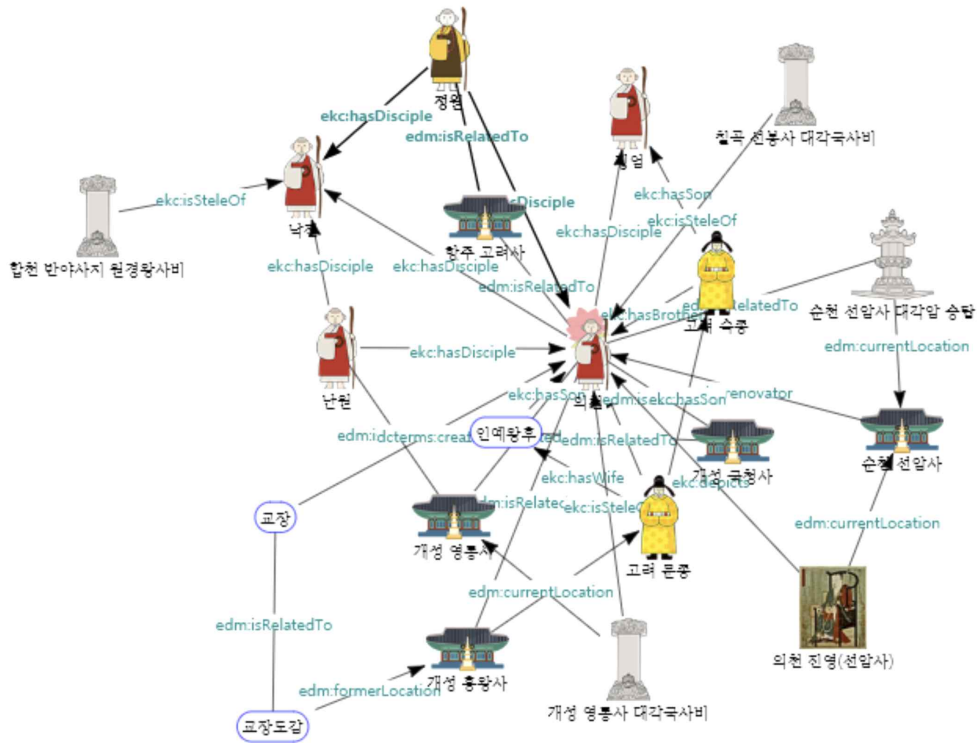 정원
ekc:hasDisciple
edm:isRelatedTo
칠곡 선봉사 대각국사비
ekc:isSteleOf
ekc:hasSon
ekc:isSteleOf
합천 반야사지 원경왕사비
항주 고려사
ekc:hasDisciple
ekc:hasDisciple
ekc:hasDisciple
edm:isRelatedTo
고려 숙종
순천 선암사 대각암 승탑
ekc:hasBrother
edm:currentLocation
ekc:hasDisciple
난원
ekc:hasSon
renovator
인예왕후
edm:isRelatedTo
개성 국청사
순천 선암사
ekc:hasWife
ekc:depicts
교장
개성 영통사
고려 문종
edm:currentLocation
edm:currentLocation
edm:isRelatedTo
개성 흥왕사
의천 진영(선암사)
edm:formerLocation
개성 영통사 대각국사비
교장도감